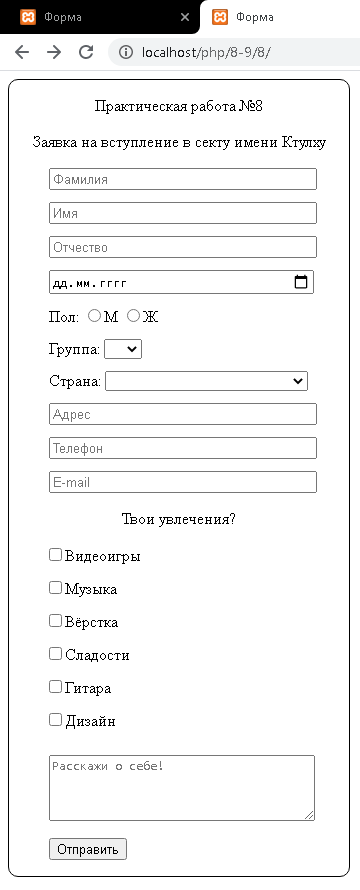 Форма
Форма
localhost/php/8-9/8/
Практическая работа №8
Заявка на вступление в секту имени Ктулху
Фамилия
Имя
Отчество
дд.мм.гггг
Пол: М Ж
Группа:
Страна:
Адрес
Телефон
E-mail
Твои увлечения?
Видеоигры
Музыка
Вёрстка
Сладости
Гитара
Дизайн
Расскажи о себе!
Отправить